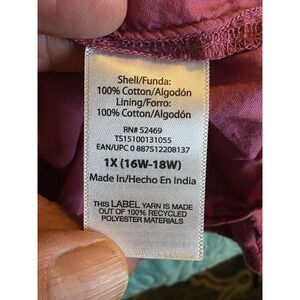 Shell/Funda:
100% Cotton/Algodón
Lining/Forro:
100% Cotton/Algodón
RN# 52469
TS15100131055
EAN/UPC 0 887512208137
1X (16W-18W)
Made In/Hecho En India
THIS LABEL YARN IS MADE
OUT OF 100% RECYCLED
POLYESTER MATERIALS